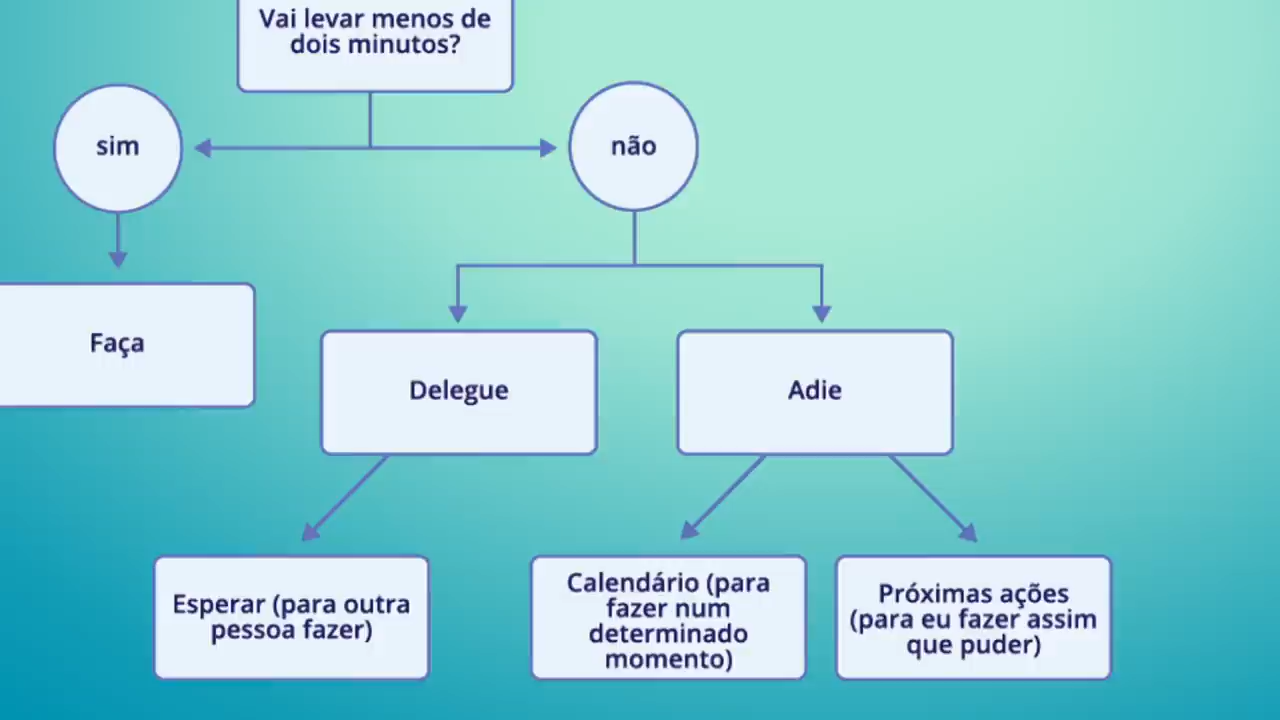 Vai levar menos de
dois minutos?
sim
não
Faça
Delegue
Adie
Esperar (para outra
pessoa fazer)
Calendário (para
fazer num
determinado
momento)
Próximas ações
(para eu fazer assim
que puder)